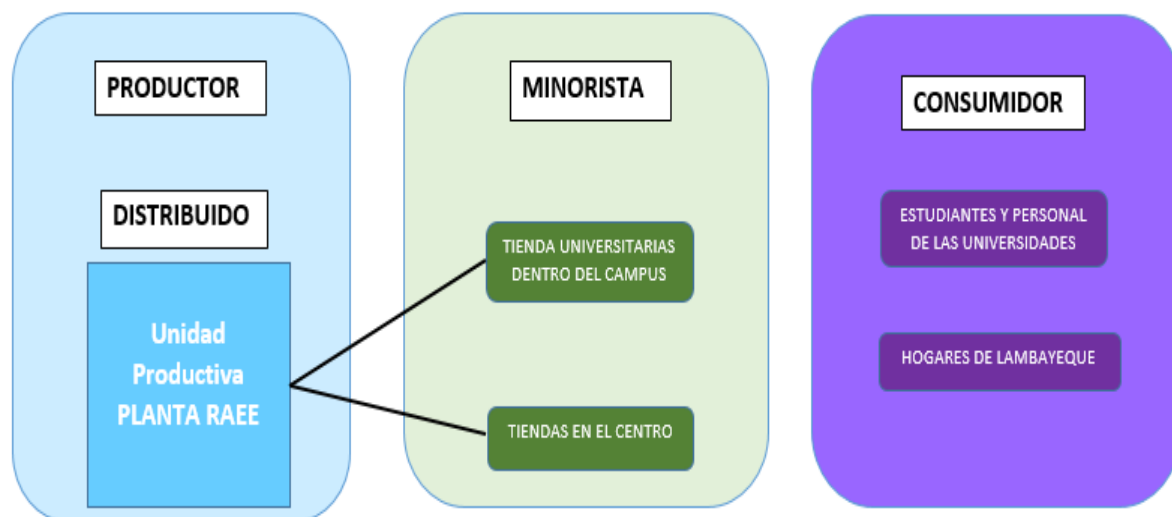 PRODUCTOR
DISTRIBUIDO
Unidad
Productiva
PLANTA RAEE
MINORISTA
TIENDA UNIVERSITARIAS
DENTRO DEL CAMPUS
TIENDAS EN EL CENTRO
CONSUMIDOR
ESTUDIANTES Y PERSONAL
DE LAS UNIVERSIDADES
HOGARES DE LAMBAYEQUE